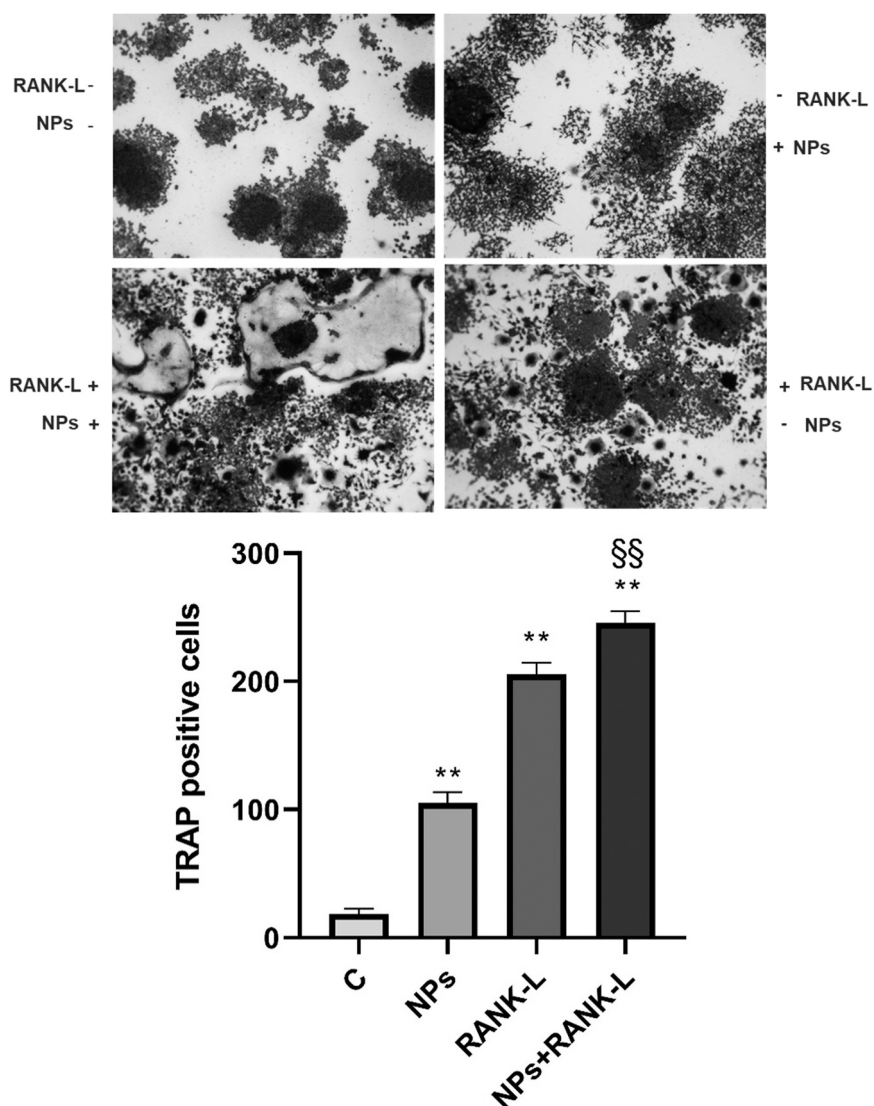 RANK-L -
NPs -
- RANK-L
+ NPs
RANK-L +
NPs +
+ RANK-L
- NPs
TRAP positive cells
300
200
100
0
**
**
§§
**
C
NPs
RANK-L
NPs+RANK-L